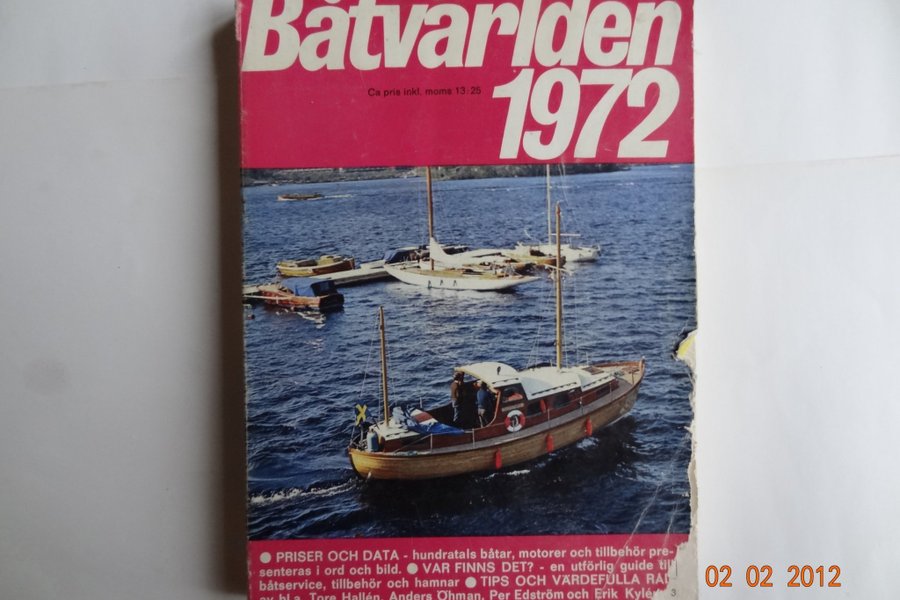 Båtvärlden
1972
Ca pris inkl. moms 13:25
● PRISER OCH DATA - hundratals båtar, motorer och tillbehör pre-
senteras i ord och bild. ● VAR FINNS DET? - en utförlig guide till
båtservice, tillbehör och hamnar ● TIPS OCH VÄRDEFULLA RÅD
av bl.a. Tore Hallén, Anders Öhman, Per Edström och Erik
3
02 02 2012